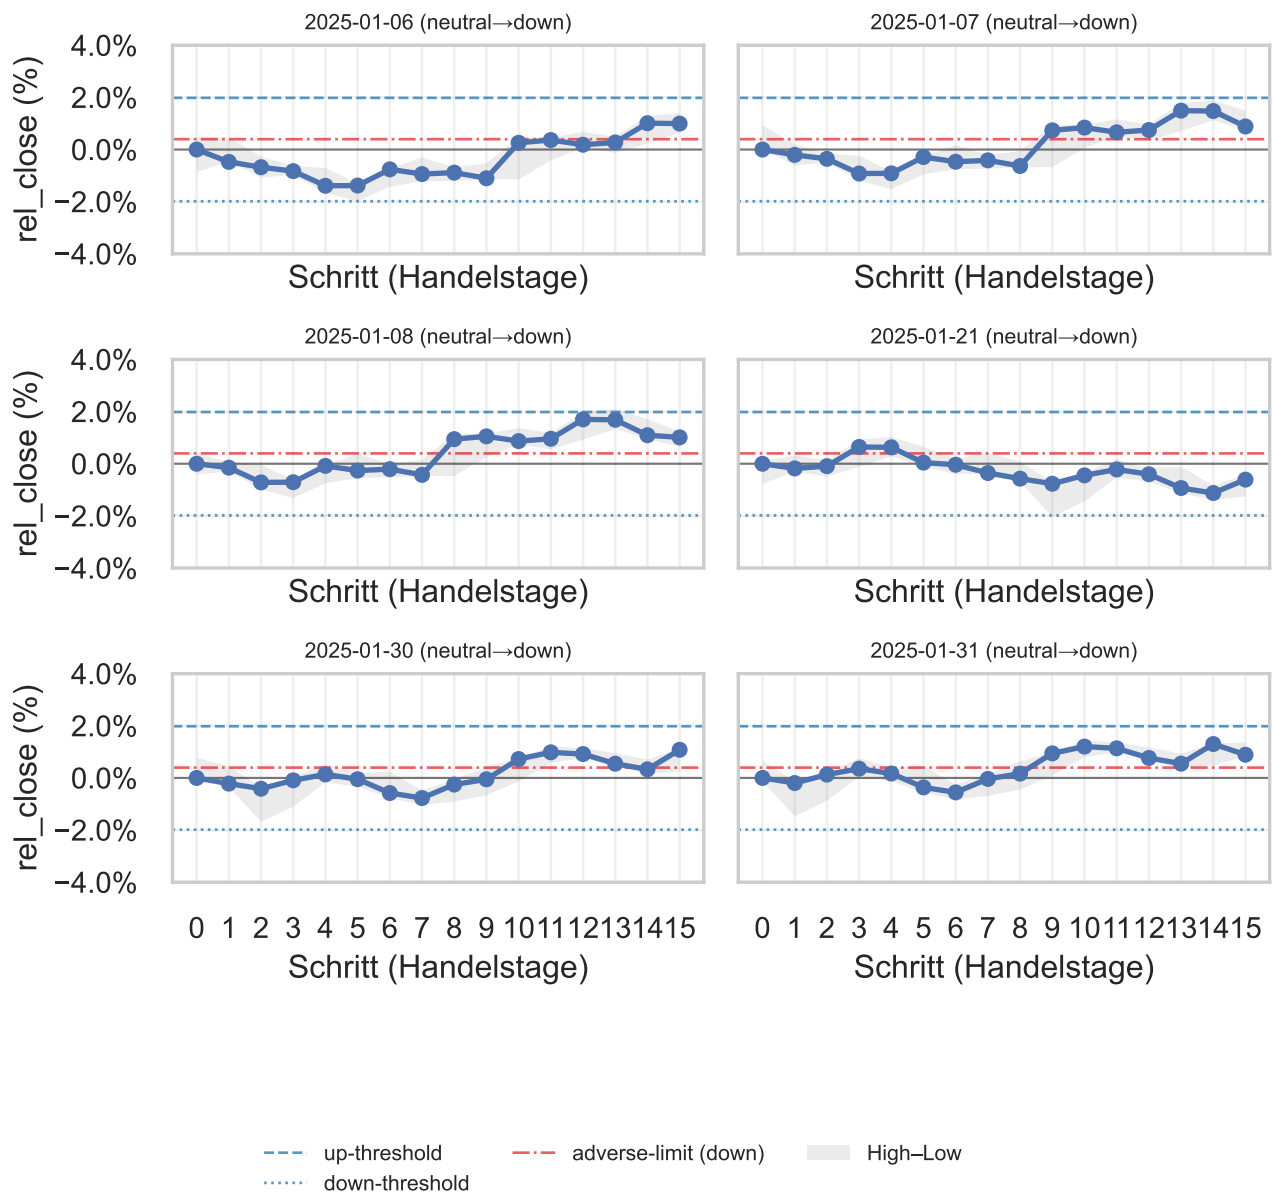 2025-01-06 (neutral→down)
2025-01-07 (neutral→down)
4.0%
2.0%
0.0%
−2.0%
−4.0%
rel_close (%)
Schritt (Handelstage)
Schritt (Handelstage)
2025-01-08 (neutral→down)
2025-01-21 (neutral→down)
4.0%
2.0%
0.0%
−2.0%
−4.0%
rel_close (%)
Schritt (Handelstage)
Schritt (Handelstage)
2025-01-30 (neutral→down)
2025-01-31 (neutral→down)
4.0%
2.0%
0.0%
−2.0%
−4.0%
rel_close (%)
0 1 2 3 4 5 6 7 8 9 10 11 12 13 14 15
0 1 2 3 4 5 6 7 8 9 10 11 12 13 14 15
Schritt (Handelstage)
Schritt (Handelstage)
up-threshold
down-threshold
adverse-limit (down)
High–Low